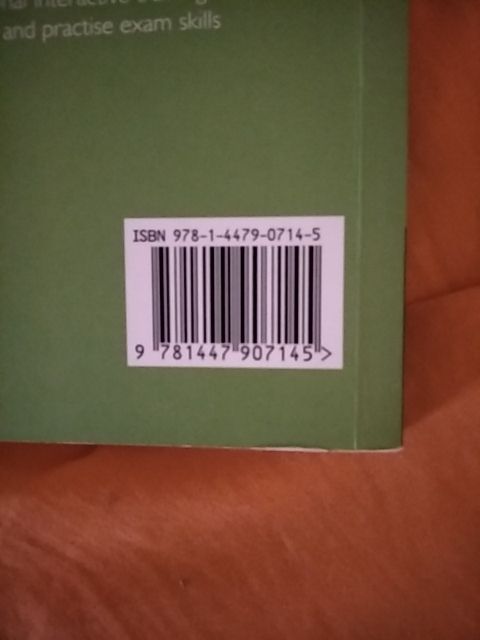 and practise exam skills
ISBN 978-1-4479-0714-5
9 781447 907145 >